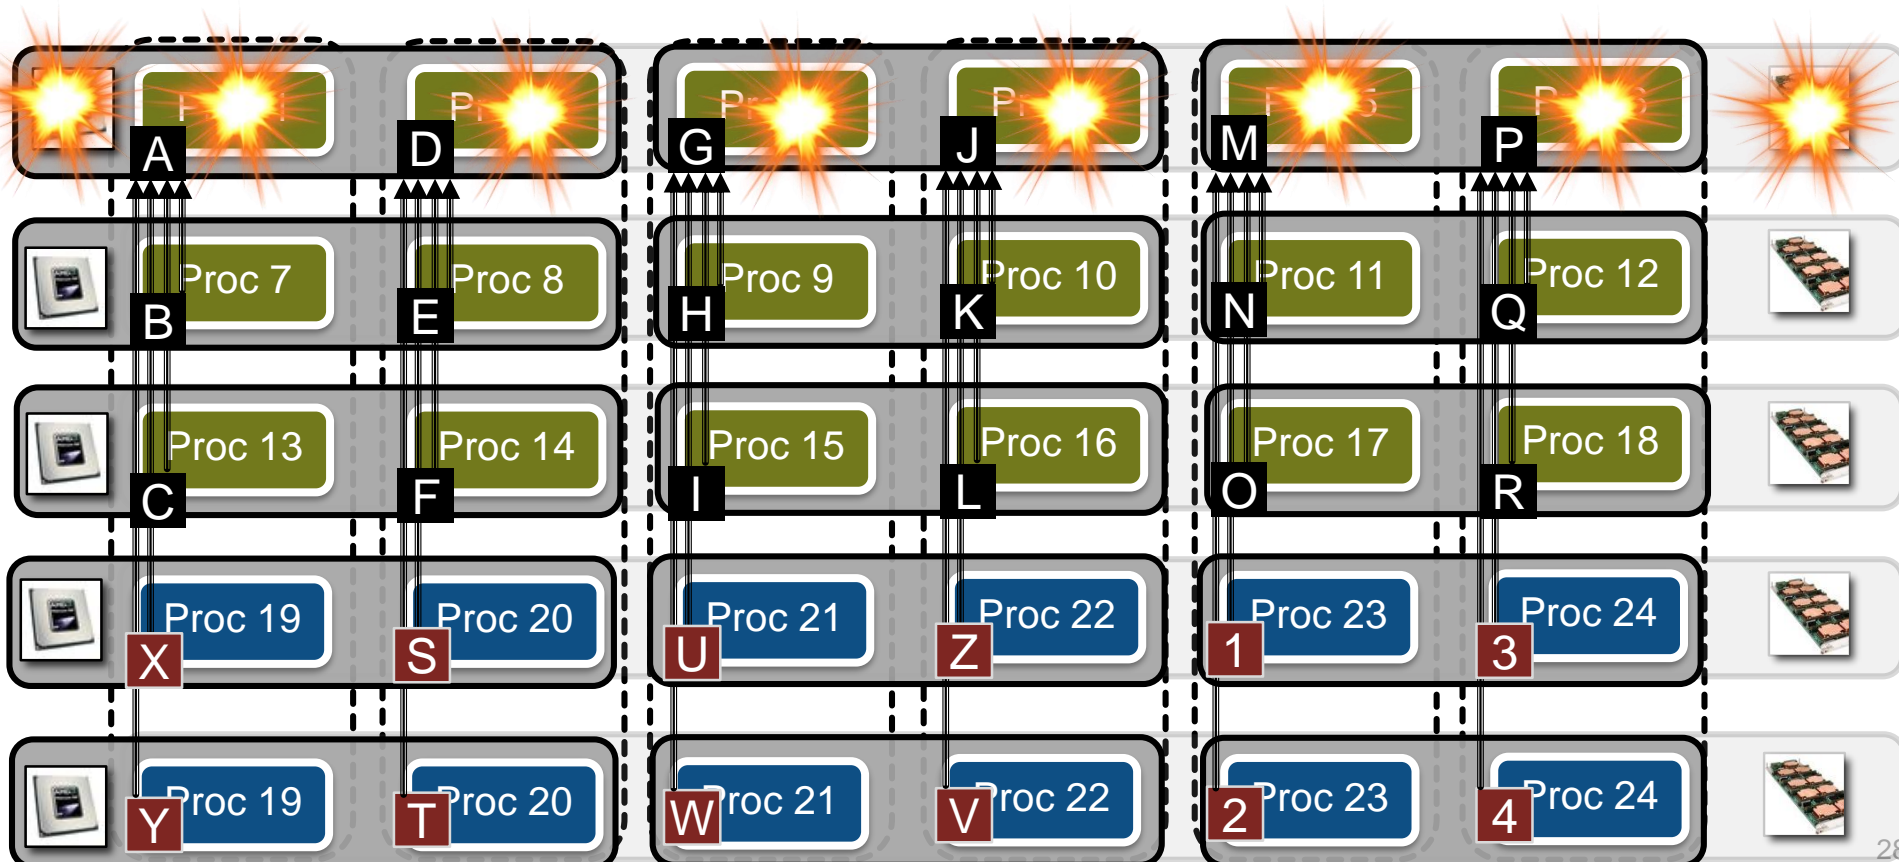 A D G J M P
Proc 7 Proc 8 Proc 9 Proc 10 Proc 11 Proc 12
B E H K N Q
Proc 13 Proc 14 Proc 15 Proc 16 Proc 17 Proc 18
C F I L O R
Proc 19 Proc 20 Proc 21 Proc 22 Proc 23 Proc 24
X S U Z 1 3
Proc 19 Proc 20 Proc 21 Proc 22 Proc 23 Proc 24
Y T W V 2 4